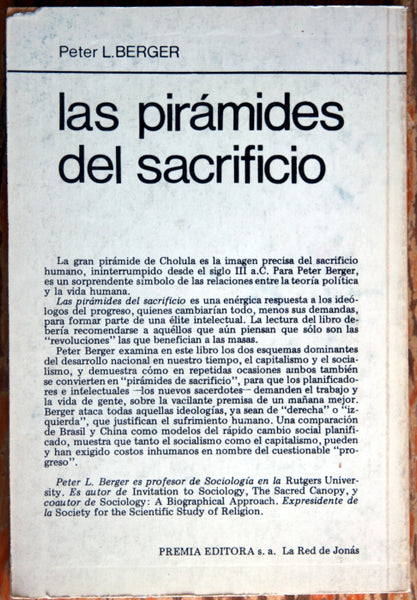 Peter L. BERGER
las pirámides
del sacrificio
La gran pirámide de Cholula es la imagen precisa del sacrificio
humano, ininterrumpido desde el siglo III a.C. Para Peter Berger,
es un sorprendente símbolo de las relaciones entre la teoría política
y la vida humana.
Las pirámides del sacrificio es una enérgica respuesta a los ideó-
logos del progreso, quienes cambiarían todo, menos sus demandas,
para formar parte de una élite intelectual. La lectura del libro de-
bería recomendarse a aquéllos que aún piensan que sólo son las
"revoluciones" las que benefician a las masas.
Peter Berger examina en este libro los dos esquemas dominantes
del desarrollo nacional en nuestro tiempo, el capitalismo y el socia-
lismo, y demuestra cómo en repetidas ocasiones ambos también
se convierten en "pirámides de sacrificio", para que los planificado-
res e intelectuales —los nuevos sacerdotes— demanden el trabajo y
la vida de gente, sobre la vacilante premisa de un mañana mejor.
Berger ataca todas aquellas ideologías, ya sean de "derecha" o "iz-
quierda", que justifican el sufrimiento humano. Una comparación
de Brasil y China como modelos del rápido cambio social planifi-
cado, muestra que tanto el socialismo como el capitalismo, pueden
y han exigido costos inhumanos en nombre del cuestionable "pro-
greso".
Peter L. Berger es profesor de Sociología en la Rutgers Univer-
sity. Es autor de Invitation to Sociology, The Sacred Canopy, y
coautor de Sociology: A Biographical Approach. Expresidente de
la Society for the Scientific Study of Religion.
PREMIA EDITORA s. a. La Red de Jonás